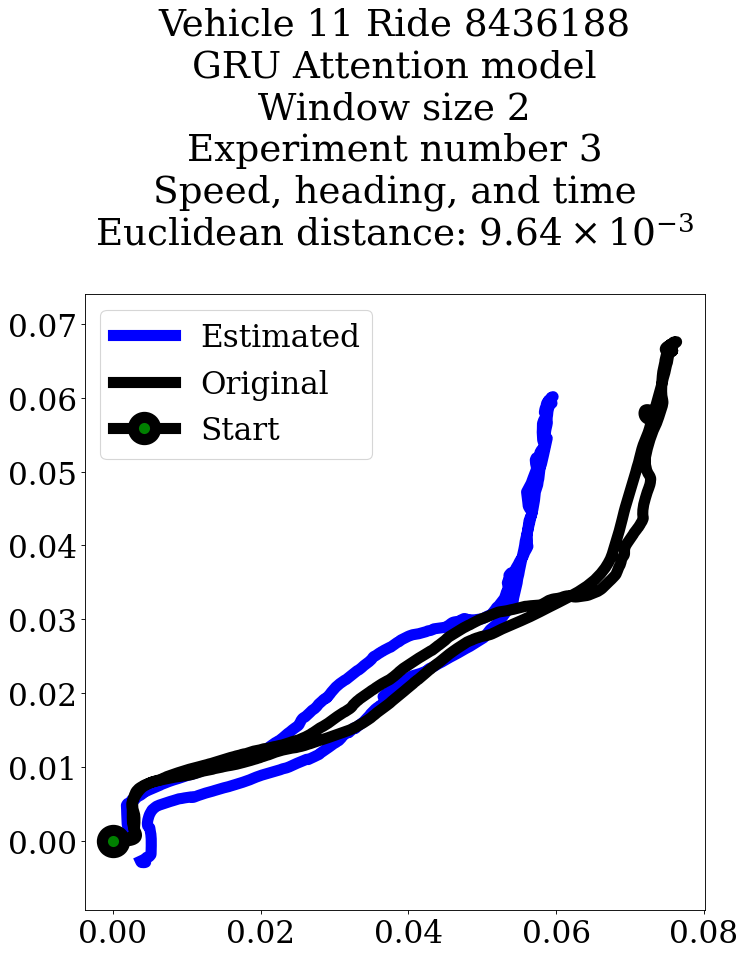 Vehicle 11 Ride 8436188
GRU Attention model
Window size 2
Experiment number 3
Speed, heading, and time
Euclidean distance: 9.64 × 10⁻³
Estimated
Original
Start
0.07
0.06
0.05
0.04
0.03
0.02
0.01
0.00
0.00 0.02 0.04 0.06 0.08